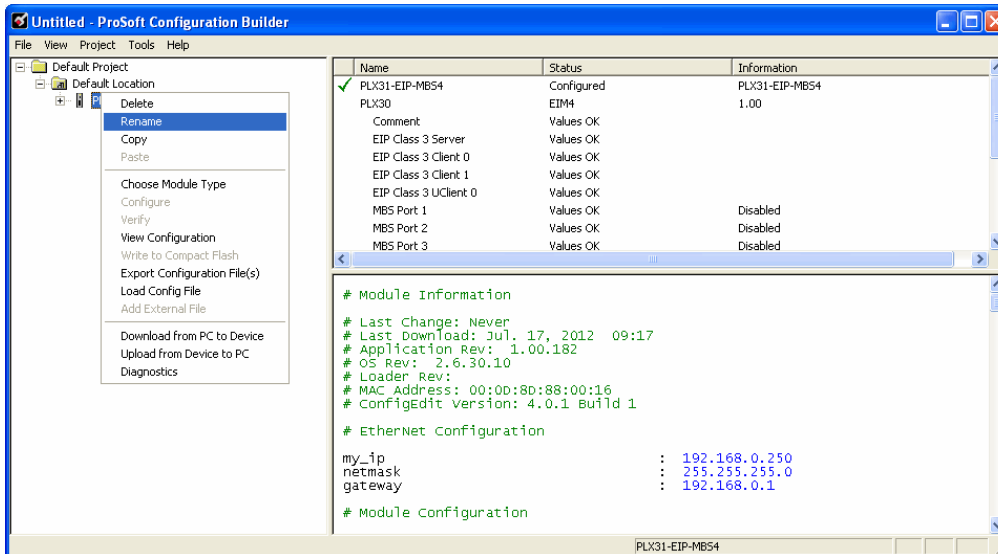 Untitled - ProSoft Configuration Builder
File View Project Tools Help
Default Project
Default Location
Delete
Rename
Copy
Paste
Choose Module Type
Configure
Verify
View Configuration
Write to Compact Flash
Export Configuration File(s)
Load Config File
Add External File
Download from PC to Device
Upload from Device to PC
Diagnostics
Name Status Information
PLX31-EIP-MBS4 Configured PLX31-EIP-MBS4
PLX30 EIM4 1.00
Comment Values OK
EIP Class 3 Server Values OK
EIP Class 3 Client 0 Values OK
EIP Class 3 Client 1 Values OK
EIP Class 3 UClient 0 Values OK
MBS Port 1 Values OK Disabled
MBS Port 2 Values OK Disabled
MBS Port 3 Values OK Disabled
# Module Information
# Last Change: Never
# Last Download: Jul. 17, 2012 09:17
# Application Rev: 1.00.182
# OS Rev: 2.6.30.10
# Loader Rev:
# MAC Address: 00:0D:8D:88:00:16
# ConfigEdit Version: 4.0.1 Build 1
# EtherNet Configuration
my_ip : 192.168.0.250
netmask : 255.255.255.0
gateway : 192.168.0.1
# Module Configuration
PLX31-EIP-MBS4